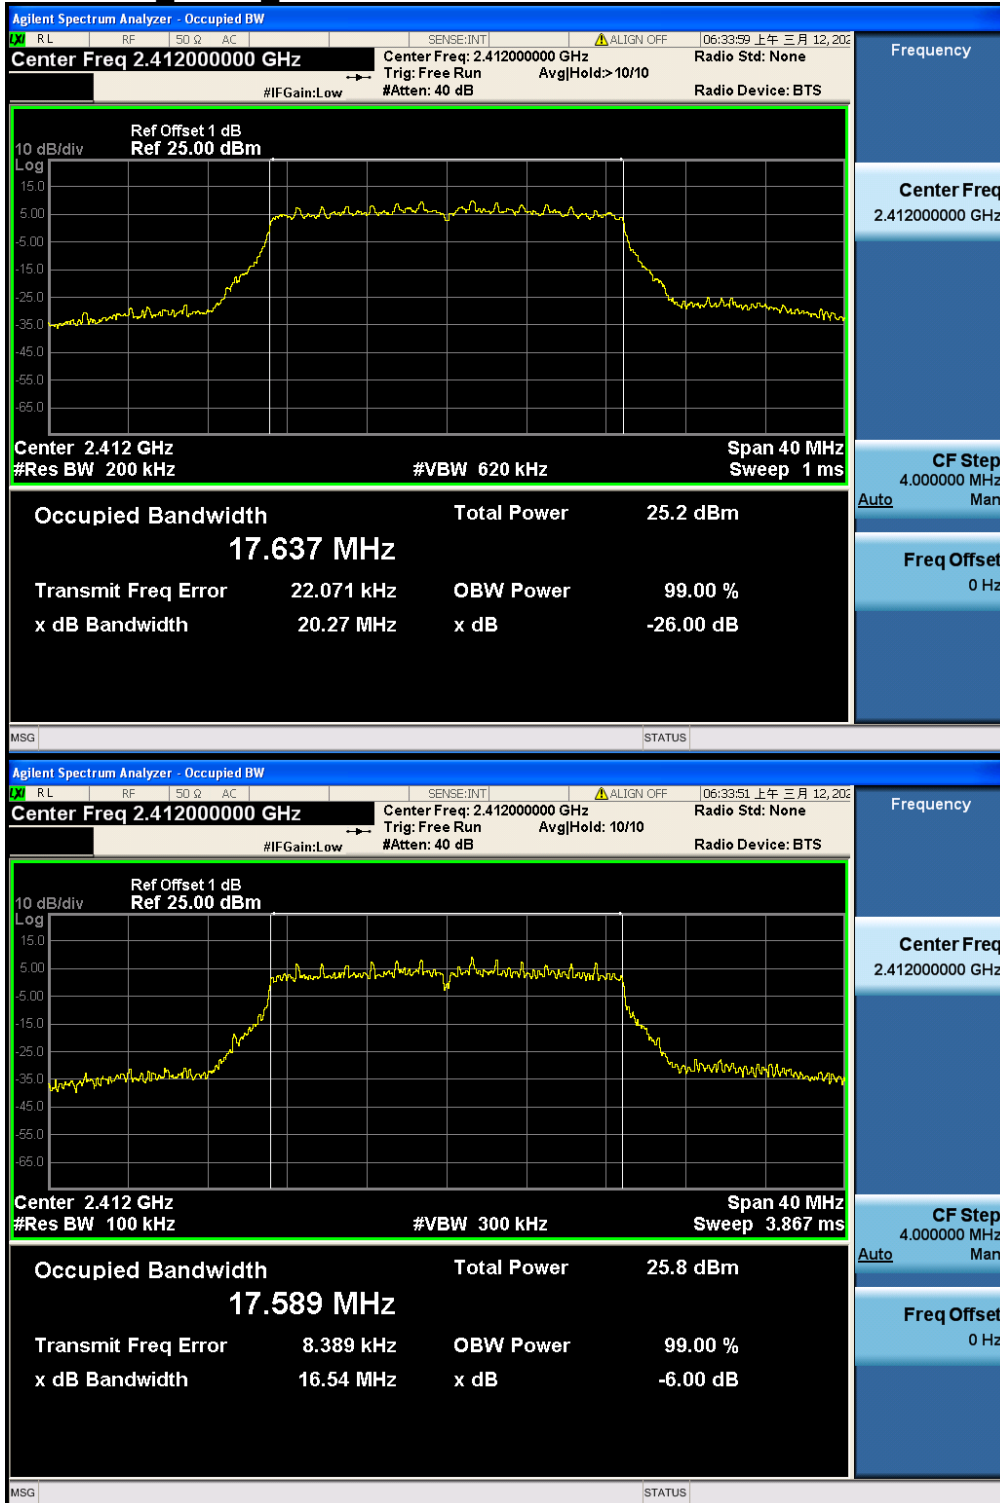 Agilent Spectrum Analyzer - Occupied BW
LXI RL RF 50 Ω AC SENSE:INT ALIGN OFF 06:33:59 上午 三月 12, 202
Center Freq 2.412000000 GHz
Center Freq: 2.412000000 GHz
Radio Std: None
Trig: Free Run Avg|Hold:>10/10
#IFGain:Low
#Atten: 40 dB
Radio Device: BTS
Frequency
Ref Offset 1 dB
10 dB/div Ref 25.00 dBm
Log
15.0
5.00
-5.00
-15.0
-25.0
-35.0
-45.0
-55.0
-65.0
Center Freq
2.412000000 GHz
Center 2.412 GHz Span 40 MHz
#Res BW 200 kHz #VBW 620 kHz Sweep 1 ms
CF Step
4.000000 MHz
Auto Man
Occupied Bandwidth Total Power 25.2 dBm
17.637 MHz
Transmit Freq Error 22.071 kHz OBW Power 99.00 %
x dB Bandwidth 20.27 MHz x dB -26.00 dB
Freq Offset
0 Hz
MSG STATUS
Agilent Spectrum Analyzer - Occupied BW
LXI RL RF 50 Ω AC SENSE:INT ALIGN OFF 06:33:51 上午 三月 12, 202
Center Freq 2.412000000 GHz
Center Freq: 2.412000000 GHz
Radio Std: None
Trig: Free Run Avg|Hold: 10/10
#IFGain:Low
#Atten: 40 dB
Radio Device: BTS
Frequency
Ref Offset 1 dB
10 dB/div Ref 25.00 dBm
Log
15.0
5.00
-5.00
-15.0
-25.0
-35.0
-45.0
-55.0
-65.0
Center Freq
2.412000000 GHz
Center 2.412 GHz Span 40 MHz
#Res BW 100 kHz #VBW 300 kHz Sweep 3.867 ms
CF Step
4.000000 MHz
Auto Man
Occupied Bandwidth Total Power 25.8 dBm
17.589 MHz
Transmit Freq Error 8.389 kHz OBW Power 99.00 %
x dB Bandwidth 16.54 MHz x dB -6.00 dB
Freq Offset
0 Hz
MSG STATUS